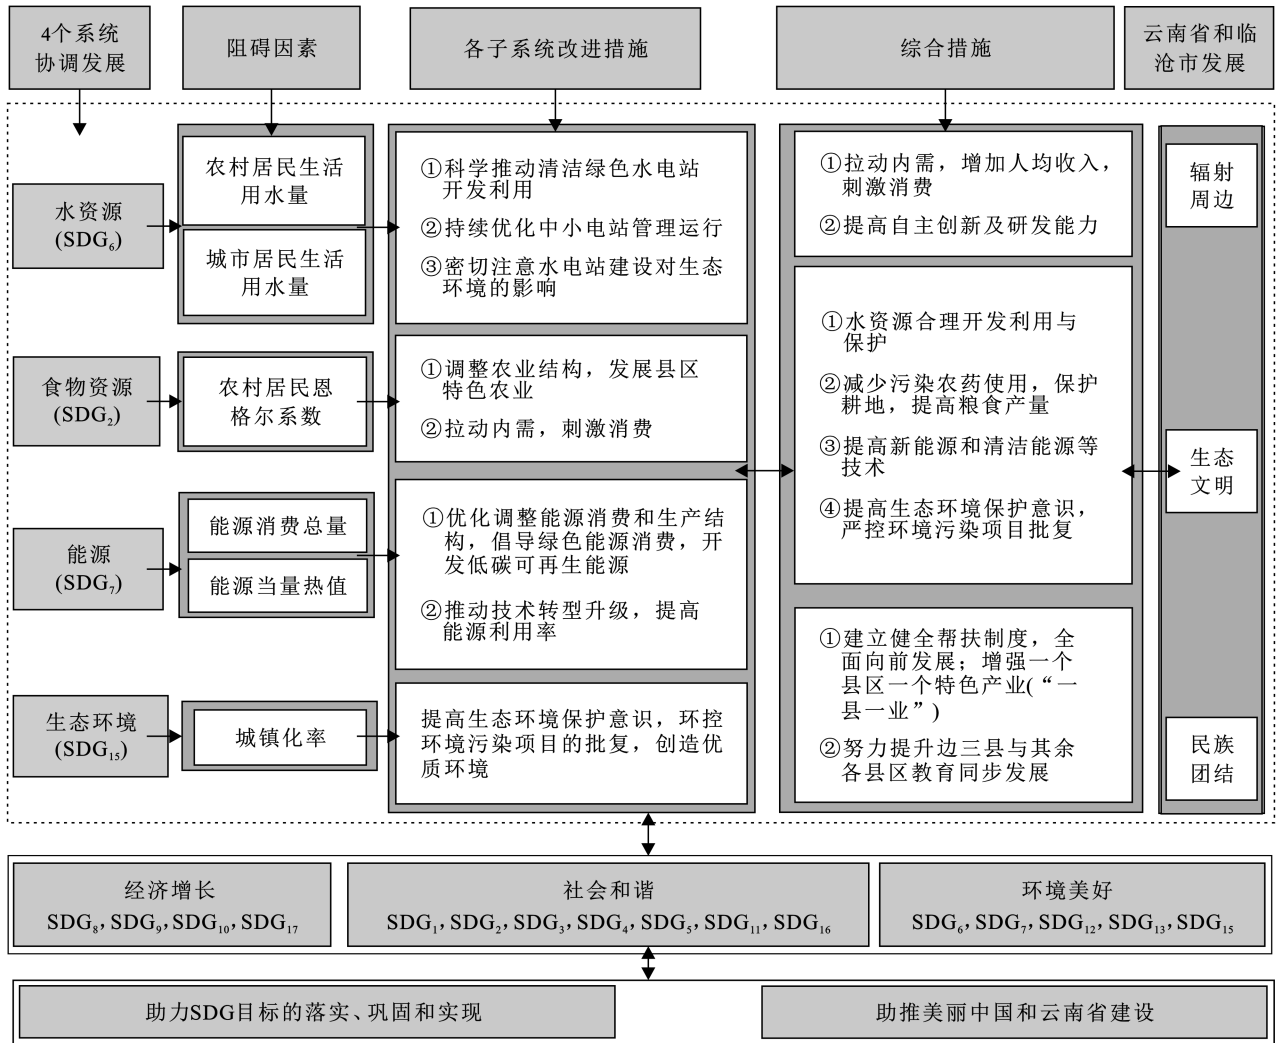 4个系统
协调发展
阻碍因素
各子系统改进措施
综合措施
云南省和临
沧市发展
水资源
(SDG₆)
农村居民生活
用水量
城市居民生活
用水量
①科学推动清洁绿色水电站
开发利用
②持续优化中小电站管理运行
③密切注意水电站建设对生态
环境的影响
食物资源
(SDG₂)
农村居民恩
格尔系数
①调整农业结构，发展县区
特色农业
②拉动内需，刺激消费
能源
(SDG₇)
能源消费总量
能源当量热值
①优化调整能源消费和生产结
构，倡导绿色能源消费，开
发低碳可再生能源
②推动技术转型升级，提高
能源利用率
生态环境
(SDG₁₅)
城镇化率
提高生态环境保护意识，环控
环境污染项目的批复，创造优
质环境
①拉动内需，增加人均收入，
刺激消费
②提高自主创新及研发能力
①水资源合理开发利用与
保护
②减少污染农药使用，保护
耕地，提高粮食产量
③提高新能源和清洁能源等
技术
④提高生态环境保护意识，
严控环境污染项目批复
①建立健全帮扶制度，全
面向前发展；增强一个
县区一个特色产业(“一
县一业”)
②努力提升边三县与其余
各县区教育同步发展
辐射
周边
生态
文明
民族
团结
经济增长
SDG₈,SDG₉,SDG₁₀,SDG₁₇
社会和谐
SDG₁,SDG₂,SDG₃,SDG₄,SDG₅,SDG₁₁,SDG₁₆
环境美好
SDG₆,SDG₇,SDG₁₂,SDG₁₃,SDG₁₅
助力SDG目标的落实、巩固和实现
助推美丽中国和云南省建设